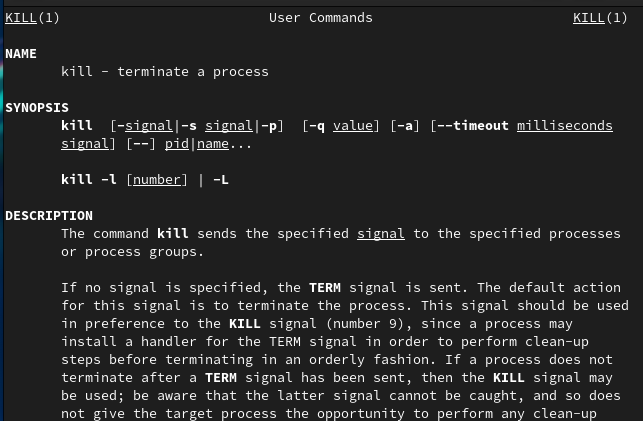 KILL(1) User Commands KILL(1)
NAME
kill - terminate a process
SYNOPSIS
kill [-signal|-s signal|-p] [-q value] [-a] [--timeout milliseconds
signal] [--] pid|name...
kill -l [number] | -L
DESCRIPTION
The command kill sends the specified signal to the specified processes
or process groups.
If no signal is specified, the TERM signal is sent. The default action
for this signal is to terminate the process. This signal should be used
in preference to the KILL signal (number 9), since a process may
install a handler for the TERM signal in order to perform clean-up
steps before terminating in an orderly fashion. If a process does not
terminate after a TERM signal has been sent, then the KILL signal may
be used; be aware that the latter signal cannot be caught, and so does
not give the target process the opportunity to perform any clean-up